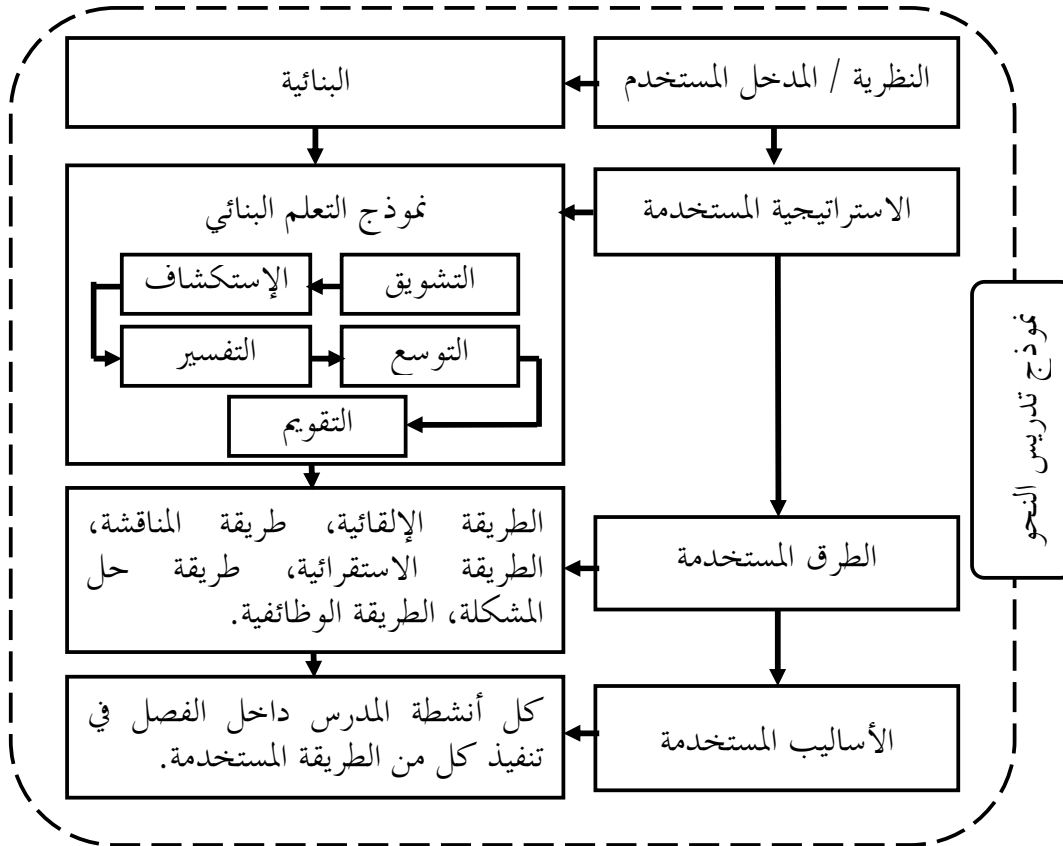 النظرية / المدخل المستخدم
البنائية
الاستراتيجية المستخدمة
نموذج التعلم البنائي
التشويق
الإستكشاف
التفسير
التوسع
التقويم
الطرق المستخدمة
الطريقة الإلقائية، طريقة المناقشة،
الطريقة الاستقرائية، طريقة حل
المشكلة، الطريقة الوظائفية.
الأساليب المستخدمة
كل أنشطة المدرس داخل الفصل في
تنفيذ كل من الطريقة المستخدمة.
نموذج تدريس النحو